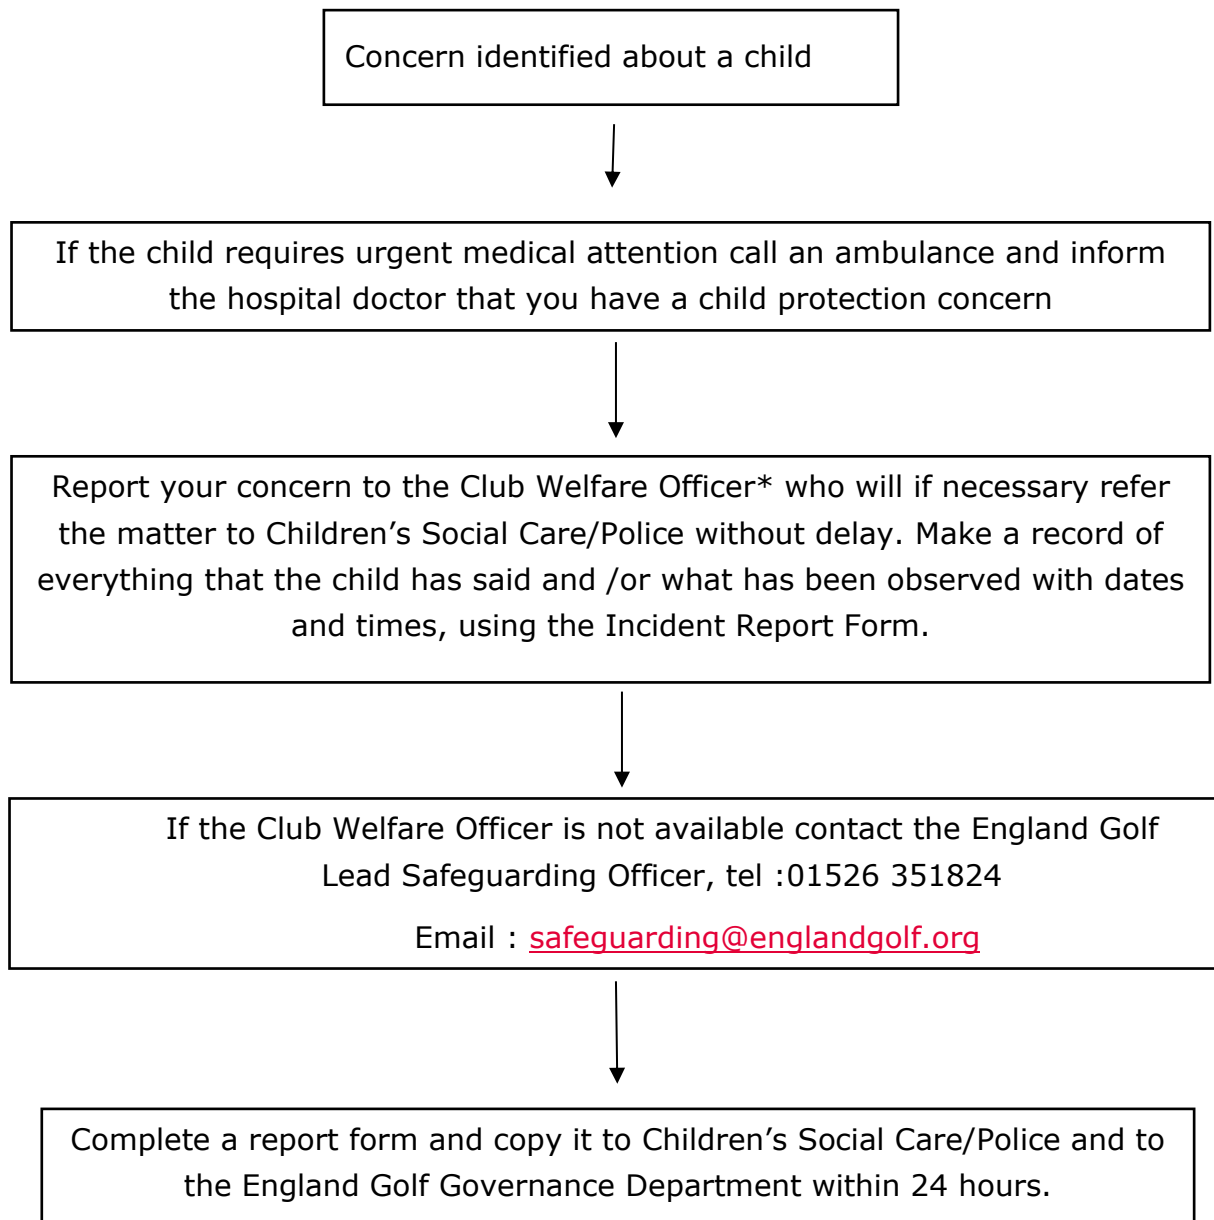 Concern identified about a child
If the child requires urgent medical attention call an ambulance and inform
the hospital doctor that you have a child protection concern
Report your concern to the Club Welfare Officer* who will if necessary refer
the matter to Children’s Social Care/Police without delay. Make a record of
everything that the child has said and /or what has been observed with dates
and times, using the Incident Report Form.
If the Club Welfare Officer is not available contact the England Golf
Lead Safeguarding Officer, tel :01526 351824
Email : safeguarding@englandgolf.org
Complete a report form and copy it to Children’s Social Care/Police and to
the England Golf Governance Department within 24 hours.